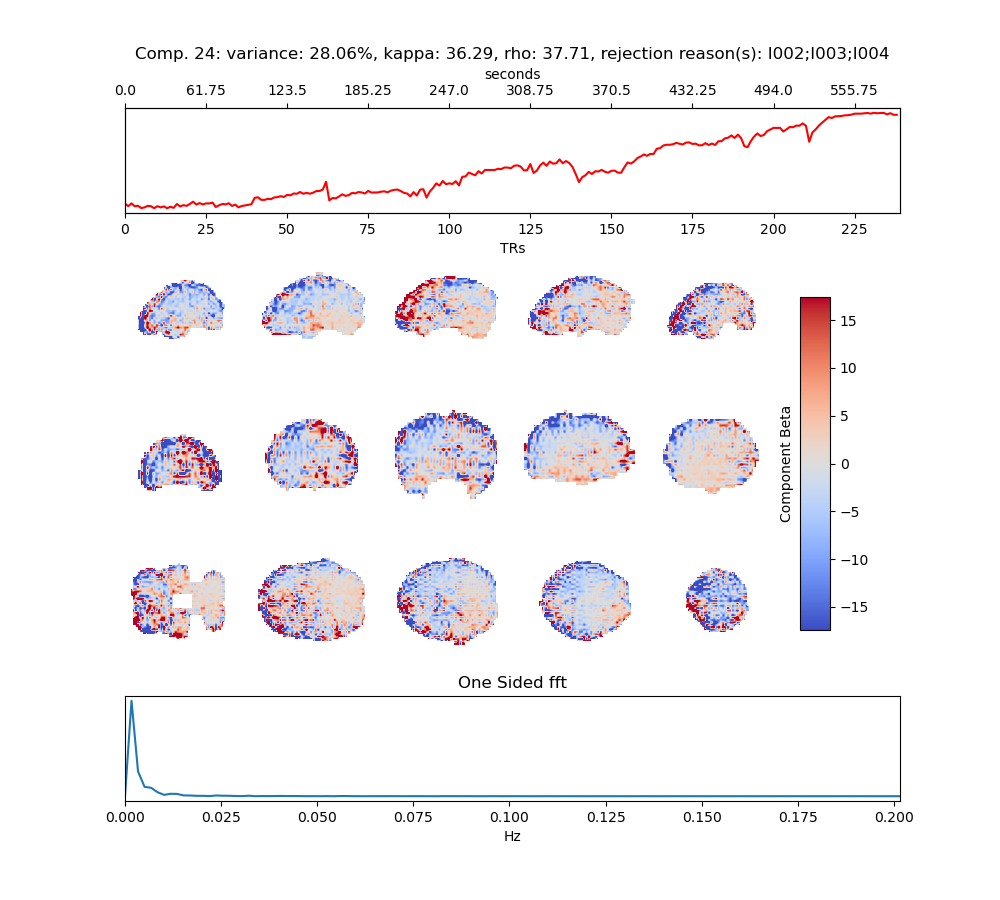 Comp. 24: variance: 28.06%, kappa: 36.29, rho: 37.71, rejection reason(s): I002;I003;I004
seconds
0.0 61.75 123.5 185.25 247.0 308.75 370.5 432.25 494.0 555.75
0 25 50 75 100 125 150 175 200 225
TRs
15
10
5
0
−5
−10
−15
Component Beta
One Sided fft
0.000 0.025 0.050 0.075 0.100 0.125 0.150 0.175 0.200
Hz